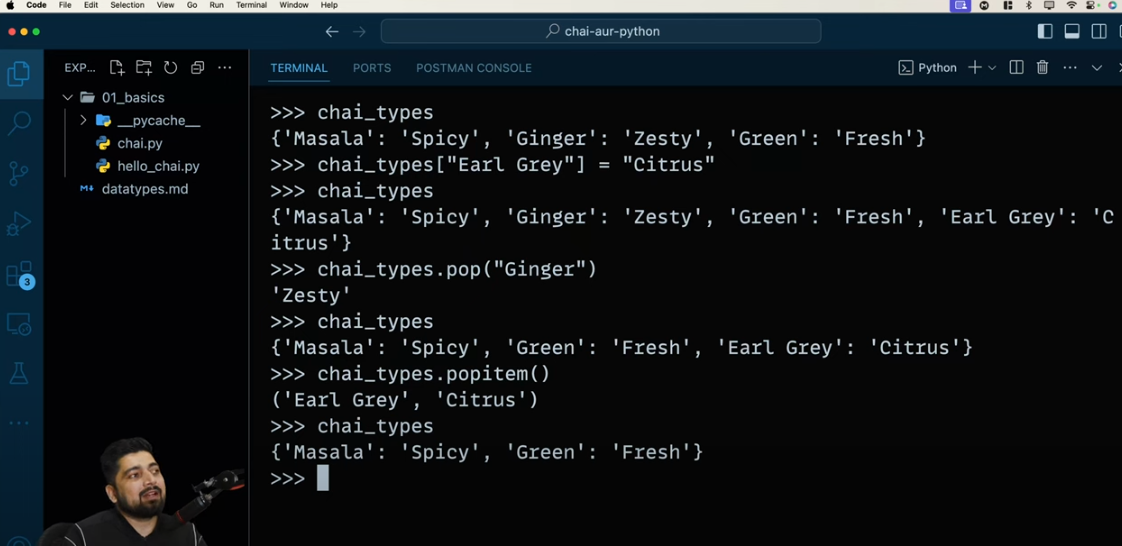 Code File Edit Selection View Go Run Terminal Window Help
chai-aur-python
EXP...
TERMINAL PORTS POSTMAN CONSOLE
Python
01_basics
__pycache__
chai.py
hello_chai.py
datatypes.md
3
>>> chai_types
{'Masala': 'Spicy', 'Ginger': 'Zesty', 'Green': 'Fresh'}
>>> chai_types["Earl Grey"] = "Citrus"
>>> chai_types
{'Masala': 'Spicy', 'Ginger': 'Zesty', 'Green': 'Fresh', 'Earl Grey': 'C
itrus'}
>>> chai_types.pop("Ginger")
'Zesty'
>>> chai_types
{'Masala': 'Spicy', 'Green': 'Fresh', 'Earl Grey': 'Citrus'}
>>> chai_types.popitem()
('Earl Grey', 'Citrus')
>>> chai_types
{'Masala': 'Spicy', 'Green': 'Fresh'}
>>>